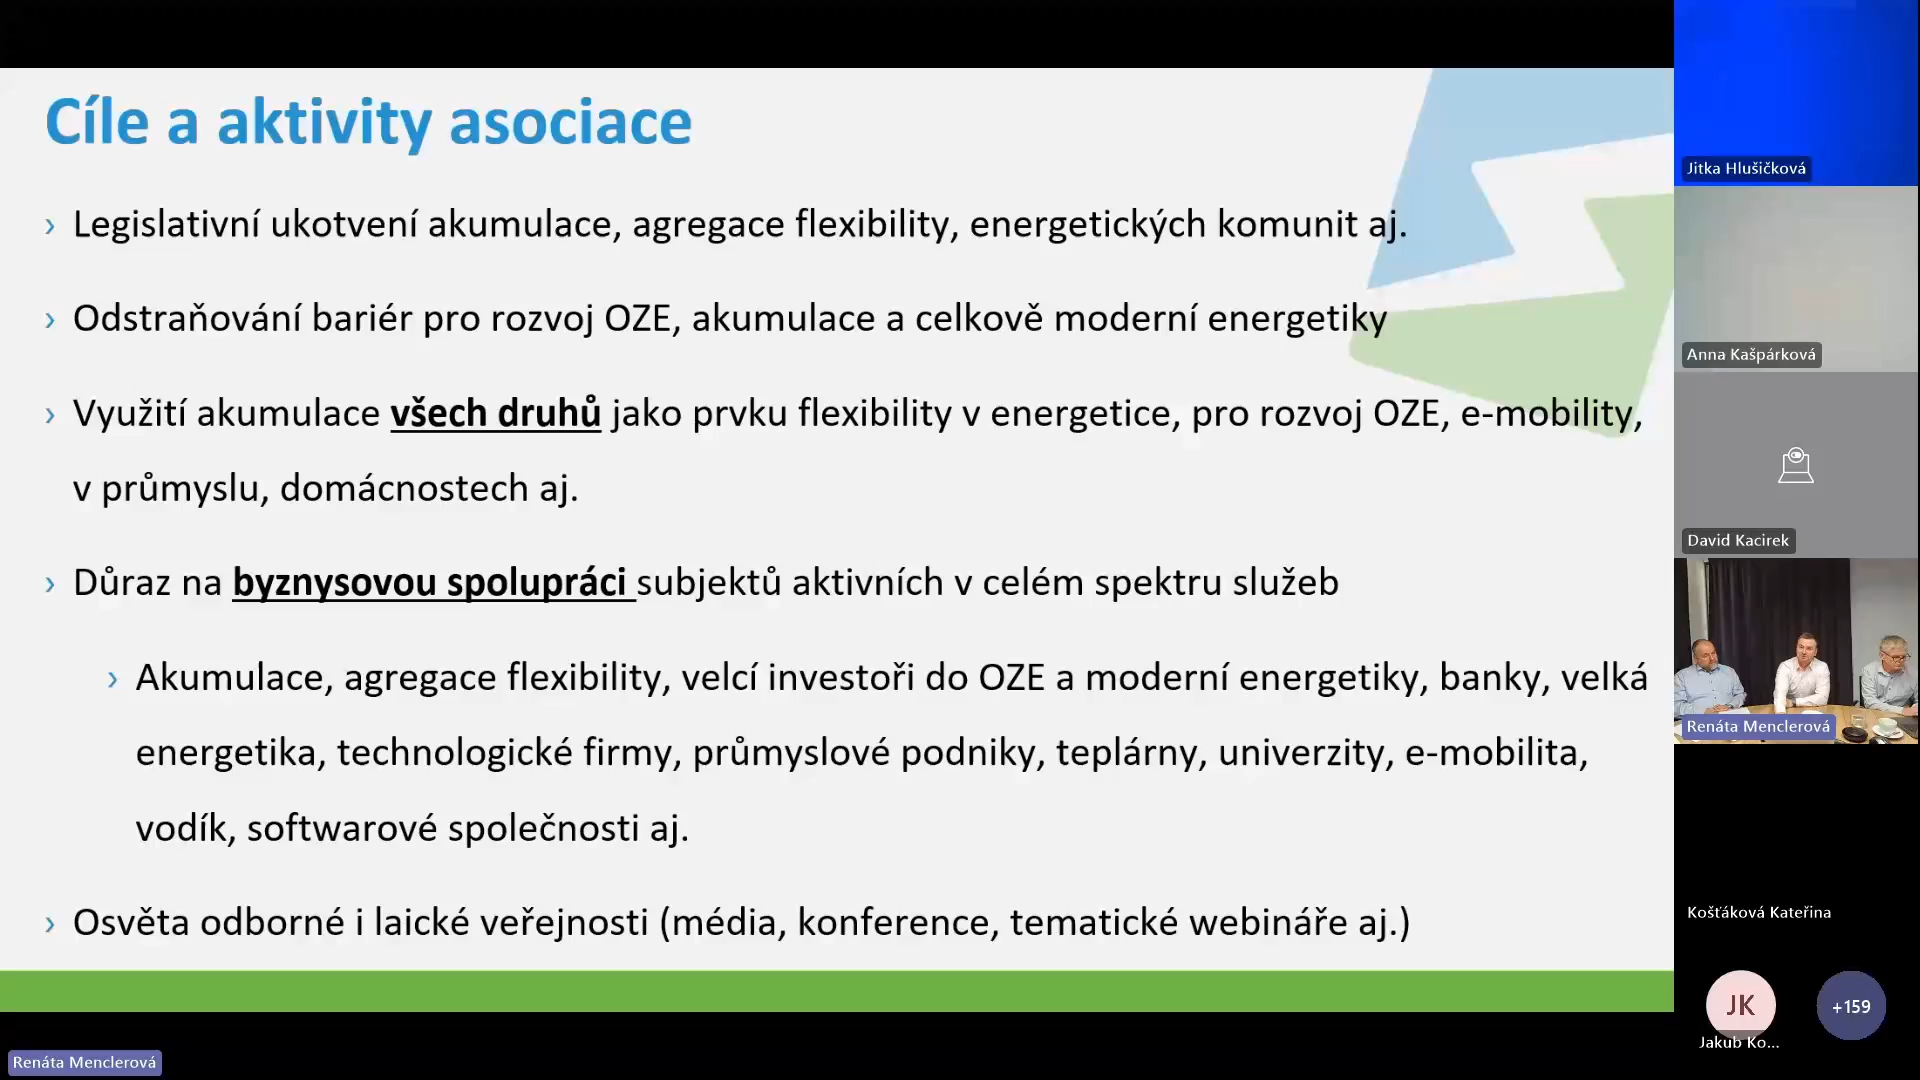 Cíle a aktivity asociace
› Legislativní ukotvení akumulace, agregace flexibility, energetických komunit aj.
› Odstraňování bariér pro rozvoj OZE, akumulace a celkově moderní energetiky
› Využití akumulace všech druhů jako prvku flexibility v energetice, pro rozvoj OZE, e-mobility,
v průmyslu, domácnostech aj.
› Důraz na byznysovou spolupráci subjektů aktivních v celém spektru služeb
› Akumulace, agregace flexibility, velcí investoři do OZE a moderní energetiky, banky, velká
energetika, technologické firmy, průmyslové podniky, teplárny, univerzity, e-mobilita,
vodík, softwarové společnosti aj.
› Osvěta odborné i laické veřejnosti (média, konference, tematické webináře aj.)
Renáta Menclerová
Jitka Hlušičková
Anna Kašpárková
David Kacirek
Renáta Menclerová
Košťáková Kateřina
JK
+159
Jakub Ko...